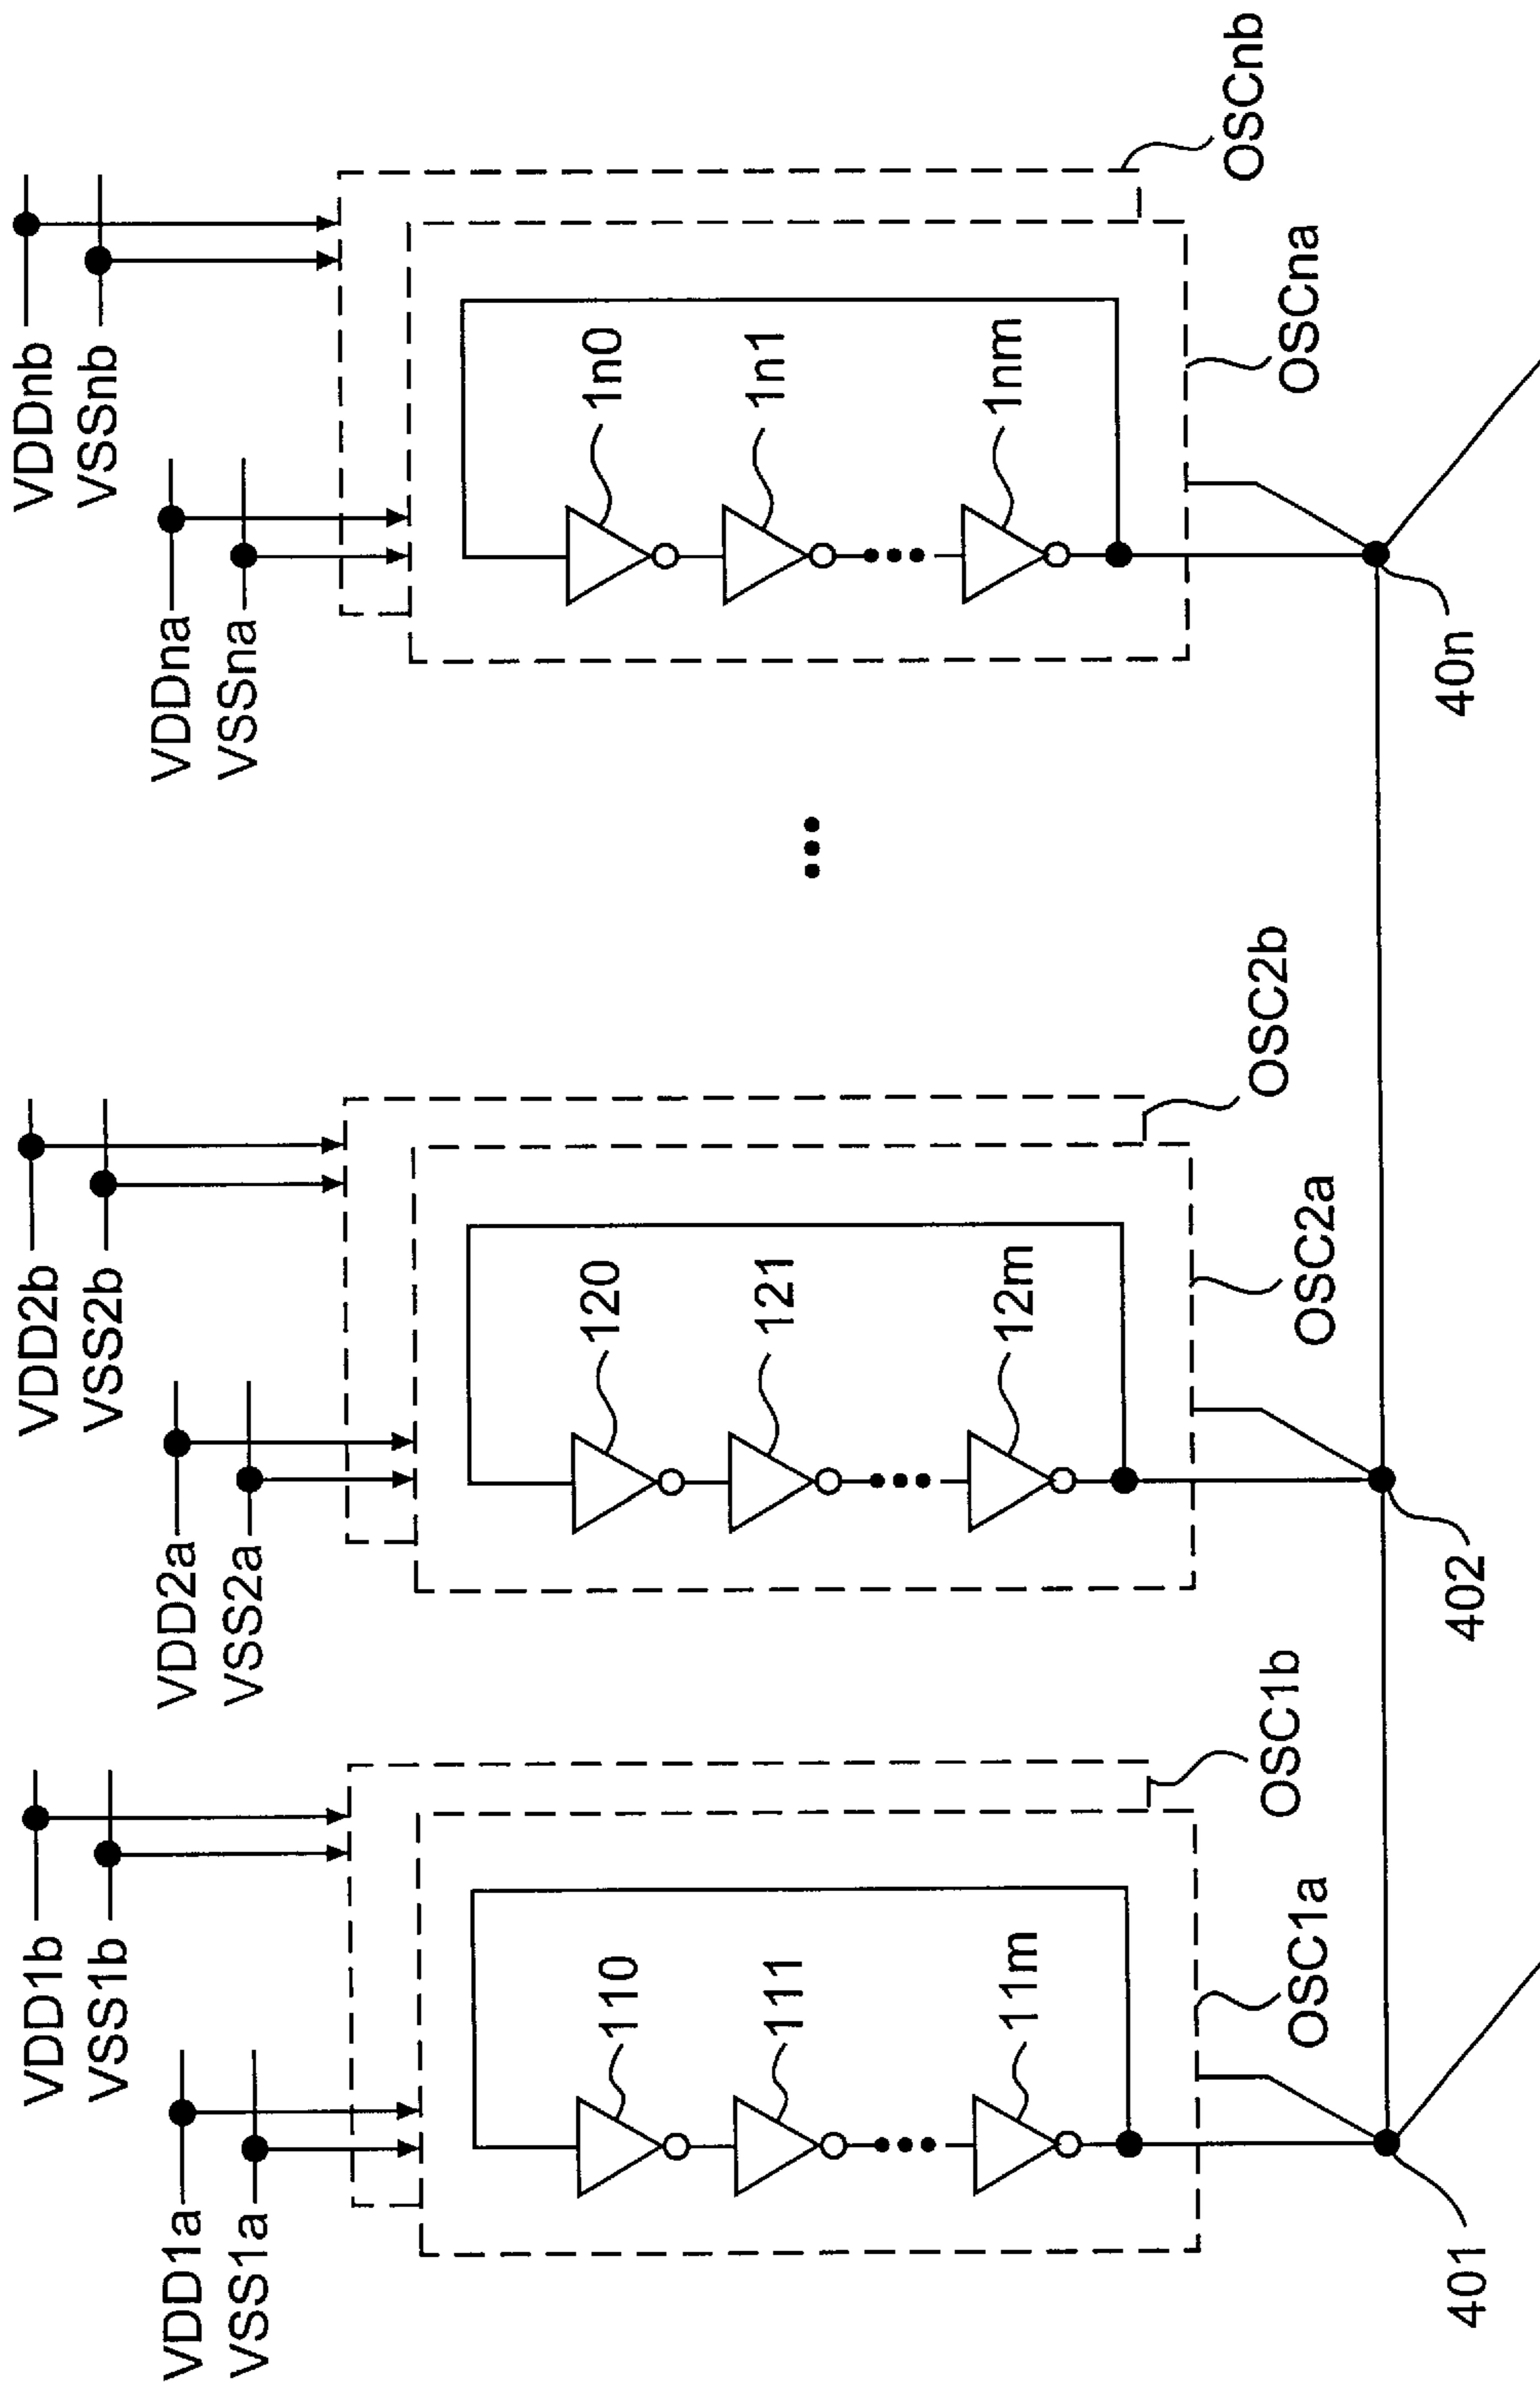 VDD1a
VSS1a
VDD1b
VSS1b
110
111
11m
OSC1a
OSC1b
401
VDD2a
VSS2a
VDD2b
VSS2b
120
121
12m
OSC2a
OSC2b
402
VDDna
VSSna
VDDnb
VSSnb
1n0
1n1
1nm
OSCna
OSCnb
40n